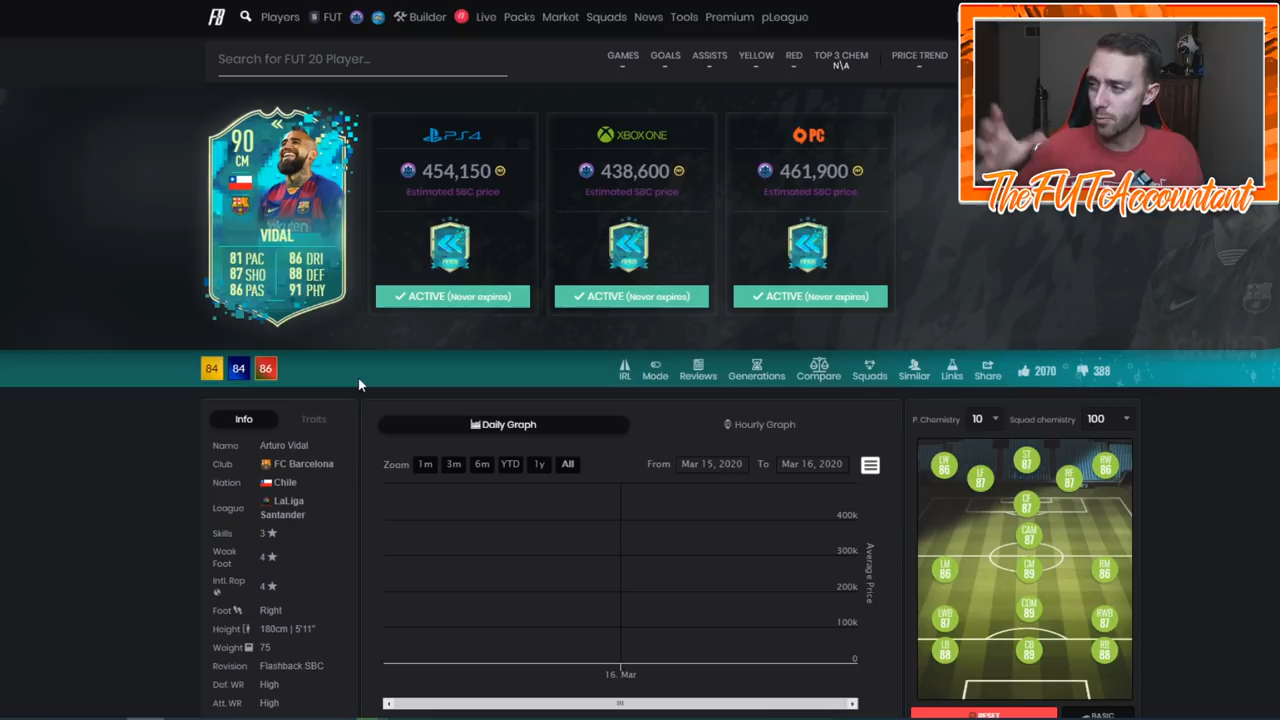 F8 Players FUT Builder Live Packs Market Squads News Tools Premium pLeague
Search for FUT 20 Player...
GAMES GOALS ASSISTS YELLOW RED TOP 3 CHEM PRICE TREND
- - - - - N\A -
TheFUTAccountant
90
CM
VIDAL
81 PAC 86 DRI
87 SHO 88 DEF
86 PAS 91 PHY
PS4
454,150
Estimated SBC price
ACTIVE (Never expires)
XBOX ONE
438,600
Estimated SBC price
ACTIVE (Never expires)
PC
461,900
Estimated SBC price
ACTIVE (Never expires)
84 84 86
IRL Mode Reviews Generations Compare Squads Similar Links Share 2070 388
Info Traits
Name Arturo Vidal
Club FC Barcelona
Nation Chile
League LaLiga Santander
Skills 3
Weak Foot 4
Intl. Rep 4
Foot Right
Height 180cm | 5'11"
Weight 75
Revision Flashback SBC
Def. WR High
Att. WR High
Daily Graph Hourly Graph
Zoom 1m 3m 6m YTD 1y All From Mar 15, 2020 To Mar 16, 2020
400k
300k
200k
100k
0
Average Price
16. Mar
P. Chemistry 10 Squad chemistry 100
LW 86
LF 87
ST 87
RF 87
RW 86
CF 87
CAM 87
LM 86
CM 89
RM 86
LWB 87
CDM 89
RWB 87
LB 88
CB 89
RB 88
RESET BASIC